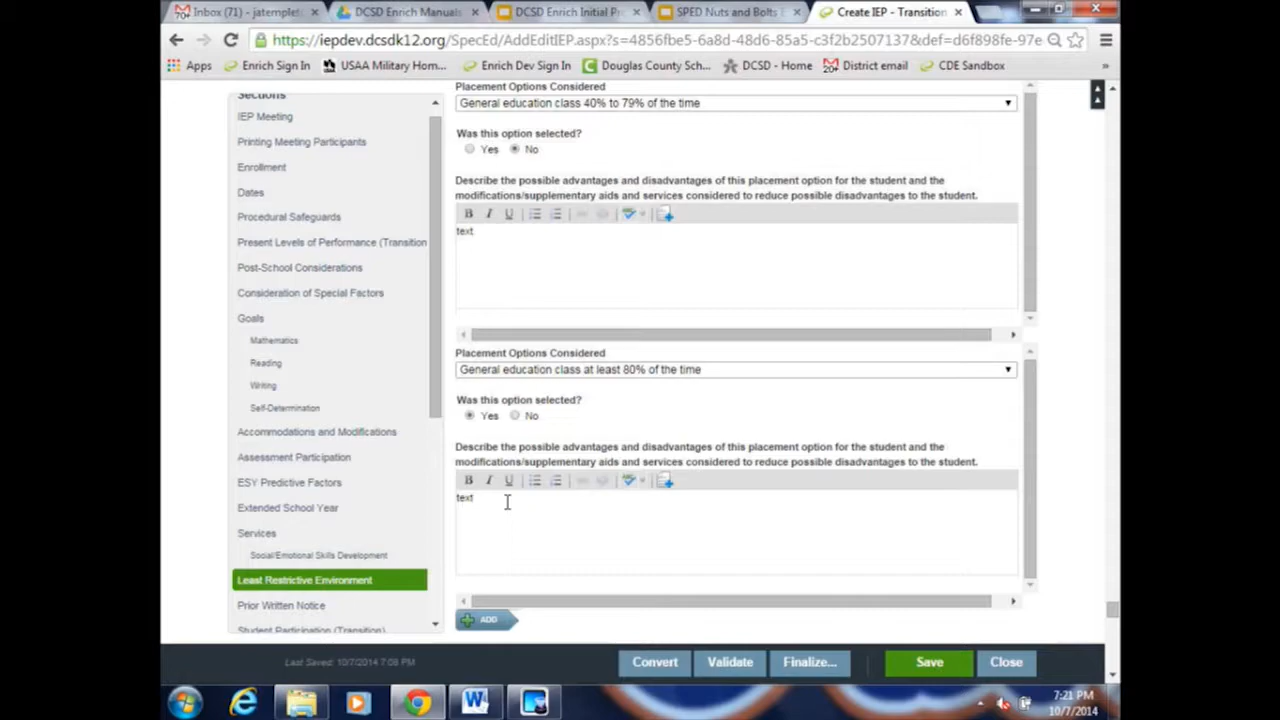 Inbox (71) - jatemplet
DCSD Enrich Manuals
DCSD Enrich Initial Pr
SPED Nuts and Bolts
Create IEP - Transition
https://iepdev.dcsdk12.org/SpecEd/AddEditIEP.aspx?s=4856fbe5-6a8d-48d6-85a5-c3f2b2507137&def=d6f898fe-97e
Apps
Enrich Sign In
USAA Military Hom...
Enrich Dev Sign In
Douglas County Sch...
DCSD - Home
District email
CDE Sandbox
»
Sections
IEP Meeting
Printing Meeting Participants
Enrollment
Dates
Procedural Safeguards
Present Levels of Performance (Transition
Post-School Considerations
Consideration of Special Factors
Goals
Mathematics
Reading
Writing
Self-Determination
Accommodations and Modifications
Assessment Participation
ESY Predictive Factors
Extended School Year
Services
Social/Emotional Skills Development
Least Restrictive Environment
Prior Written Notice
Student Participation (Transition)
Placement Options Considered
General education class 40% to 79% of the time
Was this option selected?
Yes No
Describe the possible advantages and disadvantages of this placement option for the student and the
modifications/supplementary aids and services considered to reduce possible disadvantages to the student.
B I U
text
Placement Options Considered
General education class at least 80% of the time
Was this option selected?
Yes No
Describe the possible advantages and disadvantages of this placement option for the student and the
modifications/supplementary aids and services considered to reduce possible disadvantages to the student.
B I U
text
ADD
Last Saved: 10/7/2014 7:08 PM
Convert
Validate
Finalize...
Save
Close
7:21 PM
10/7/2014